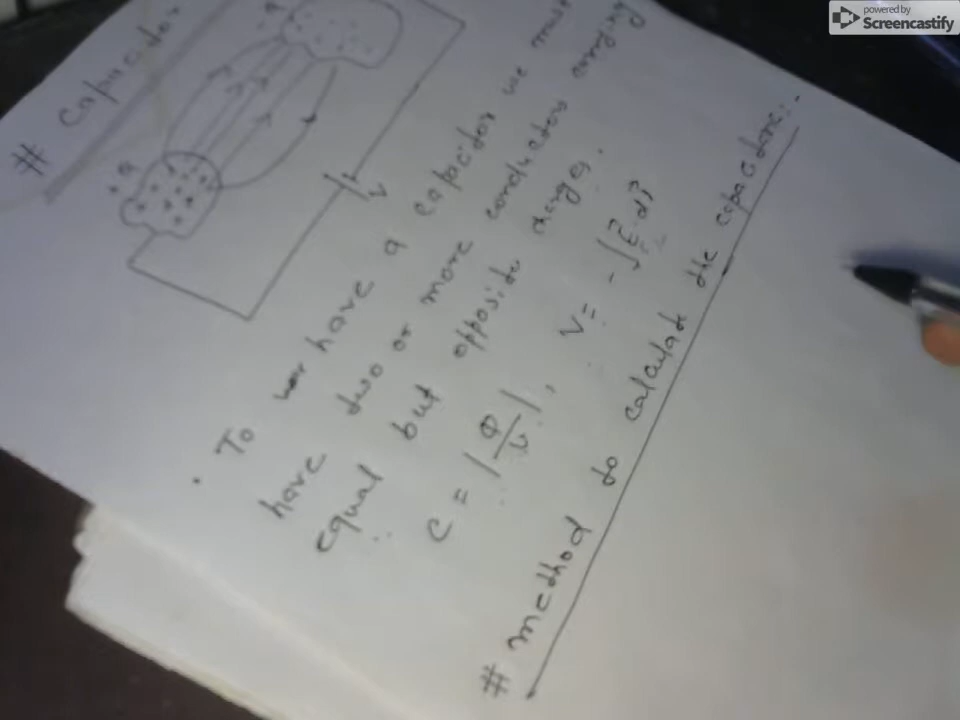 # Capacitor
+Q
V
. To have a capacitor we must
have two or more conductors carrying
equal but opposite charges.
C = |Q/V|, V = - ∫E⃗·dl⃗
# method to calculate the capacitance:-
powered by
Screencastify